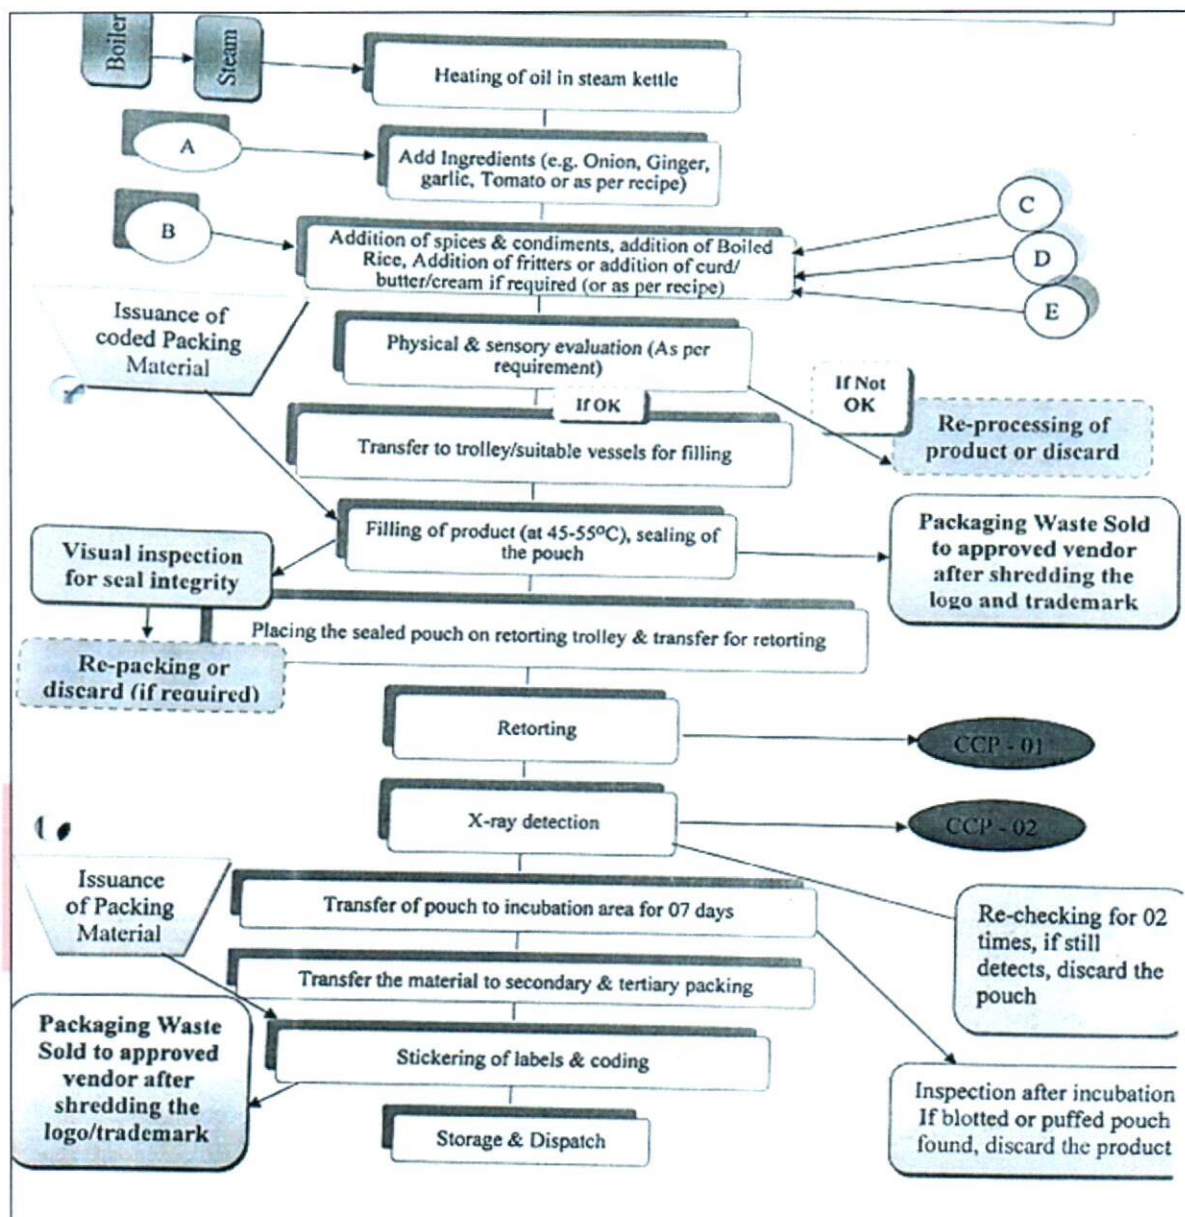 Boiler
Steam
Heating of oil in steam kettle
A
Add Ingredients (e.g. Onion, Ginger,
garlic, Tomato or as per recipe)
B
C
D
E
Addition of spices & condiments, addition of Boiled
Rice, Addition of fritters or addition of curd/
butter/cream if required (or as per recipe)
Issuance of
coded Packing
Material
Physical & sensory evaluation (As per
requirement)
If OK
If Not
OK
Re-processing of
product or discard
Transfer to trolley/suitable vessels for filling
Filling of product (at 45-55°C), sealing of
the pouch
Packaging Waste Sold
to approved vendor
after shredding the
logo and trademark
Visual inspection
for seal integrity
Placing the sealed pouch on retorting trolley & transfer for retorting
Re-packing or
discard (if required)
Retorting
CCP - 01
X-ray detection
CCP - 02
Issuance
of Packing
Material
Transfer of pouch to incubation area for 07 days
Re-checking for 02
times, if still
detects, discard the
pouch
Transfer the material to secondary & tertiary packing
Packaging Waste
Sold to approved
vendor after
shredding the
logo/trademark
Stickering of labels & coding
Inspection after incubation
If blotted or puffed pouch
found, discard the product
Storage & Dispatch